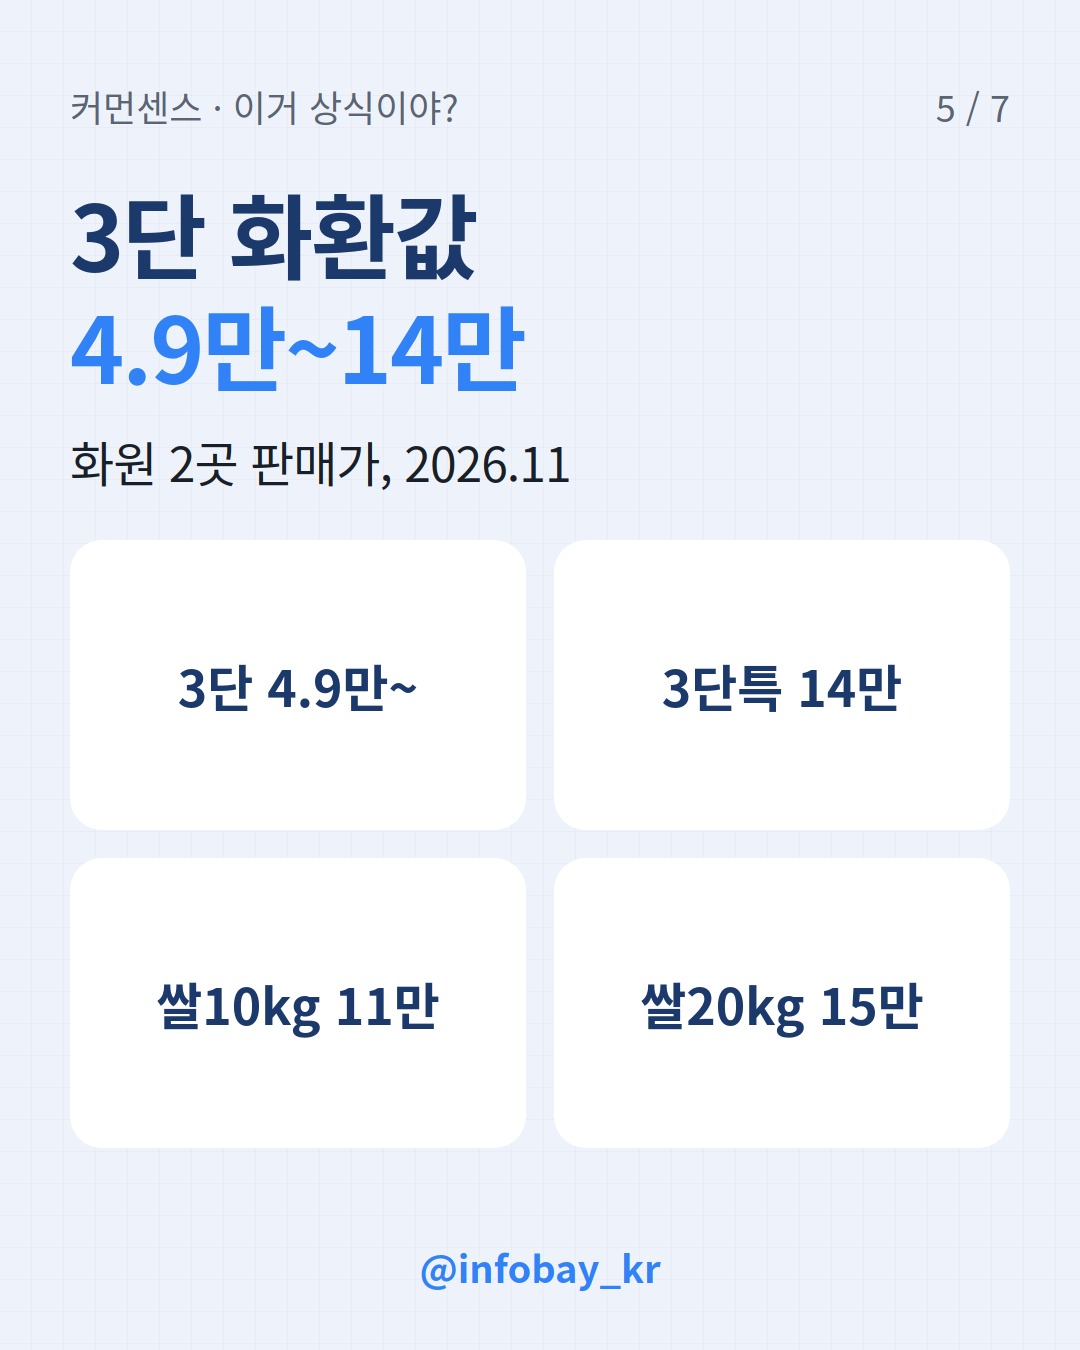 커먼센스 · 이거 상식이야?
5 / 7
3단 화환값
4.9만~14만
화원 2곳 판매가, 2026.11
3단 4.9만~
3단특 14만
쌀10kg 11만
쌀20kg 15만
@infobay_kr